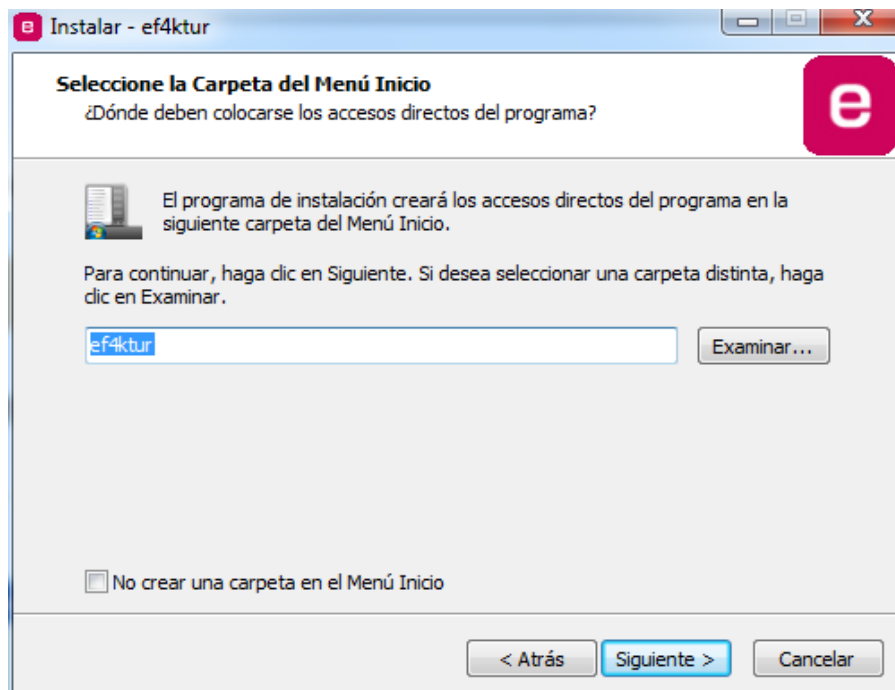 e Instalar - ef4ktur
Seleccione la Carpeta del Menú Inicio
¿Dónde deben colocarse los accesos directos del programa?
e
El programa de instalación creará los accesos directos del programa en la
siguiente carpeta del Menú Inicio.
Para continuar, haga clic en Siguiente. Si desea seleccionar una carpeta distinta, haga
clic en Examinar.
ef4ktur
Examinar...
No crear una carpeta en el Menú Inicio
< Atrás
Siguiente >
Cancelar